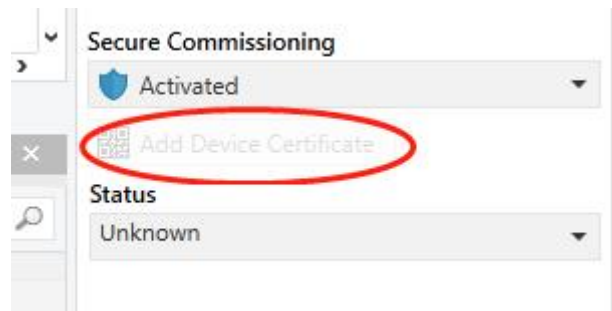 Secure Commissioning
Activated
Add Device Certificate
Status
Unknown